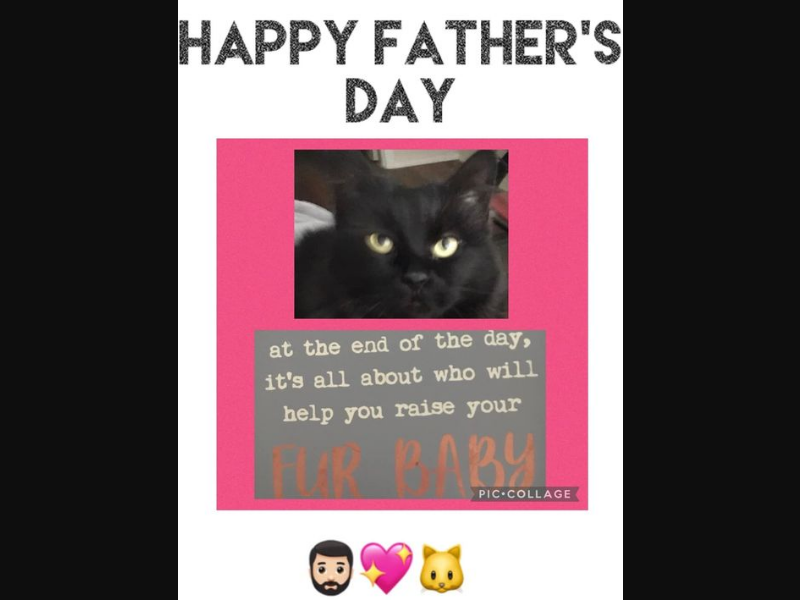 HAPPY FATHER'S
DAY
at the end of the day,
it's all about who will
help you raise your
FUR BABY
PIC•COLLAGE